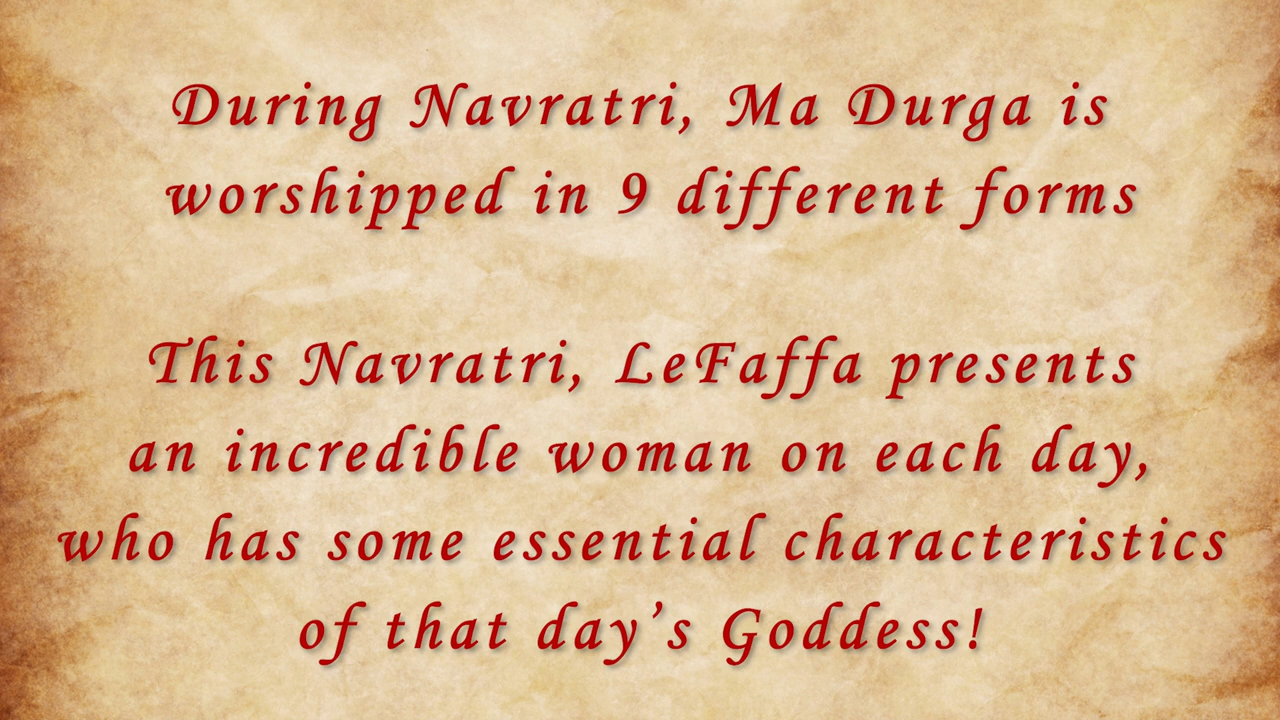 During Navratri, Ma Durga is
worshipped in 9 different forms
This Navratri, LeFaffa presents
an incredible woman on each day,
who has some essential characteristics
of that day’s Goddess!